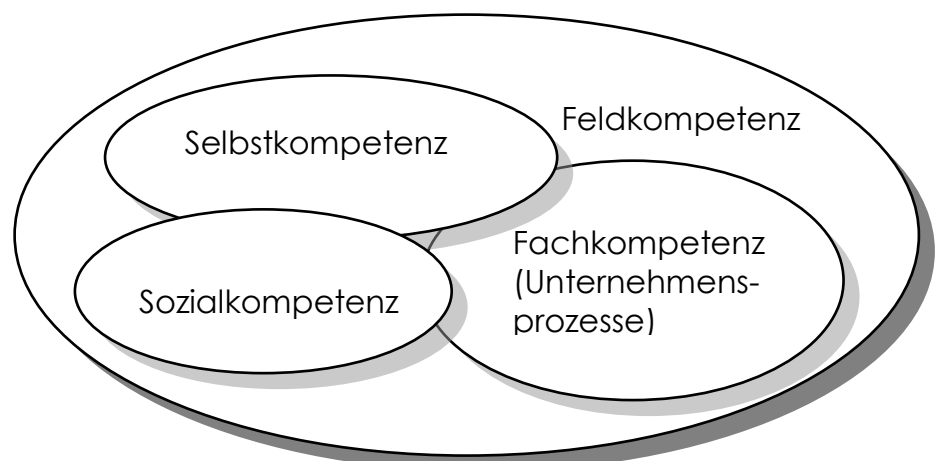 Feldkompetenz
Selbstkompetenz
Fachkompetenz
(Unternehmens-
prozesse)
Sozialkompetenz